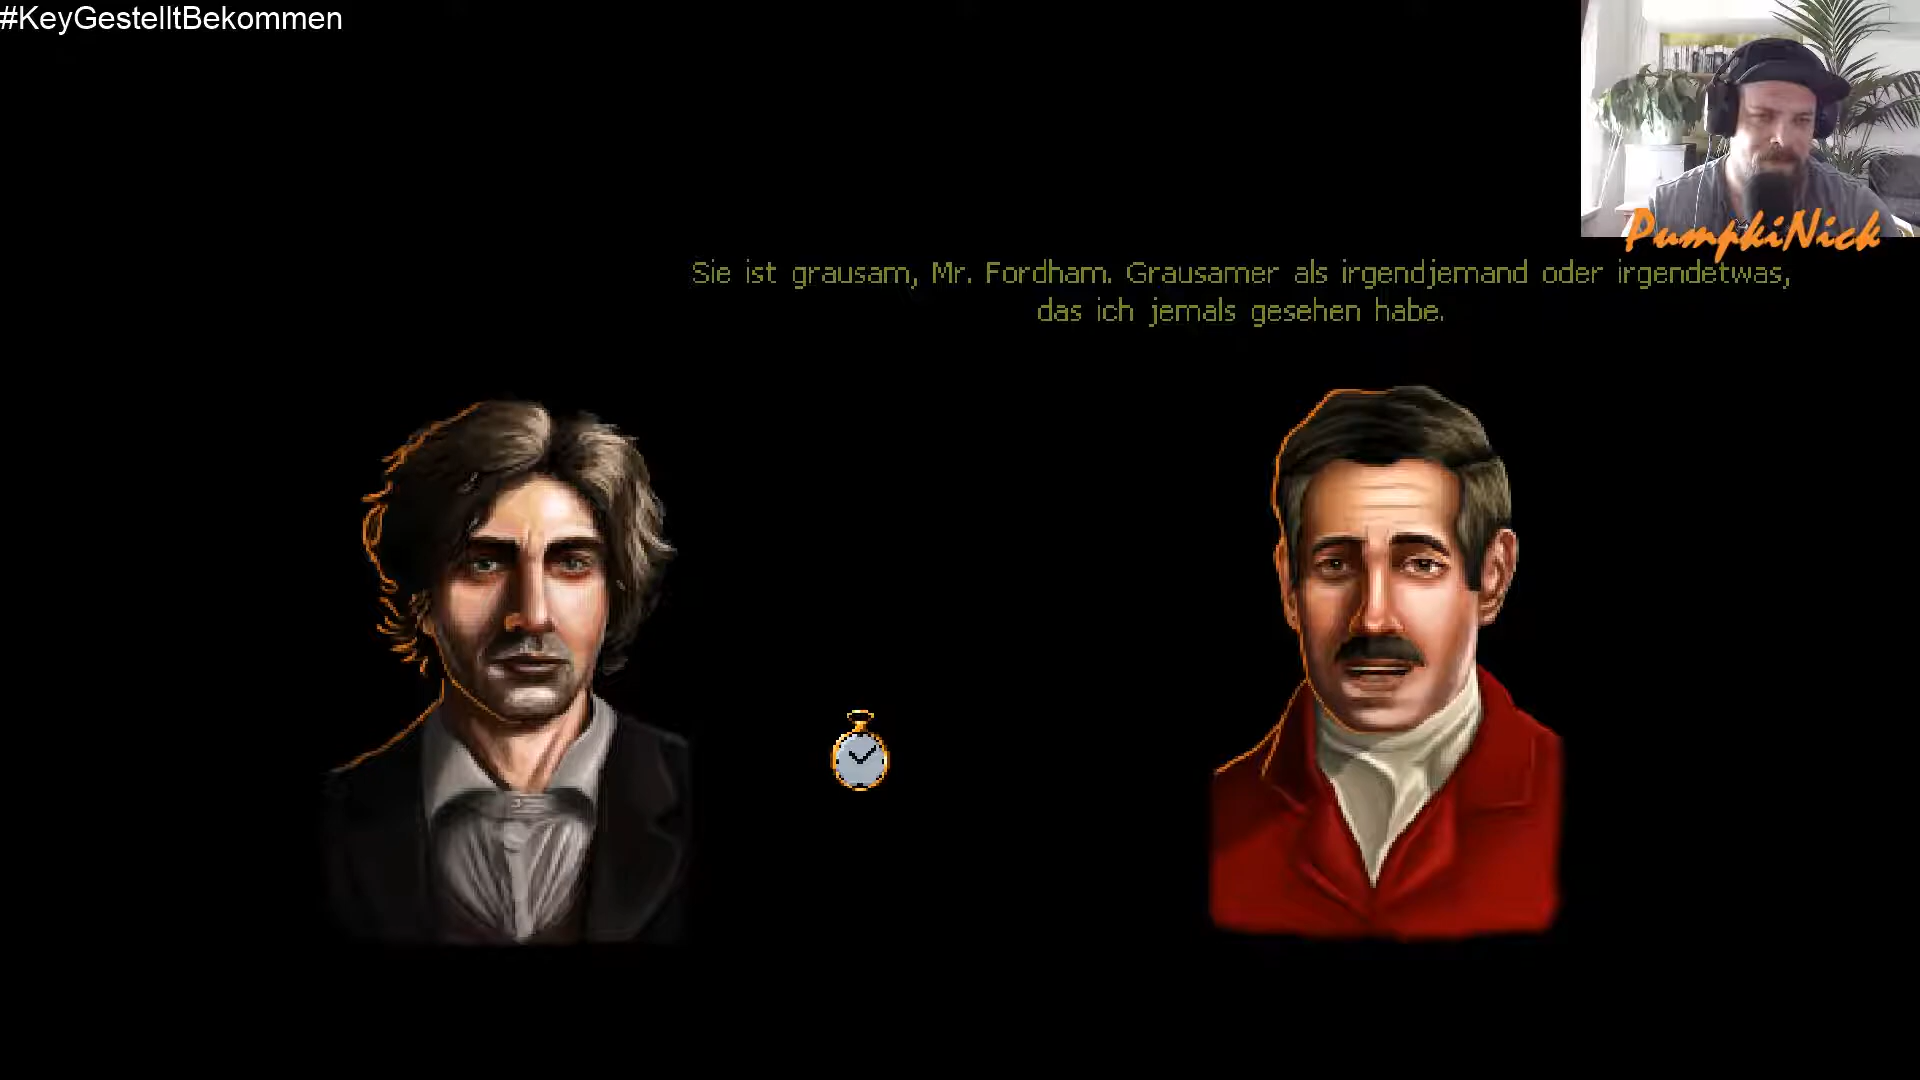 #KeyGestelltBekommen
PumpkiNick
Sie ist grausam, Mr. Fordham. Grausamer als irgendjemand oder irgendetwas,
das ich jemals gesehen habe.